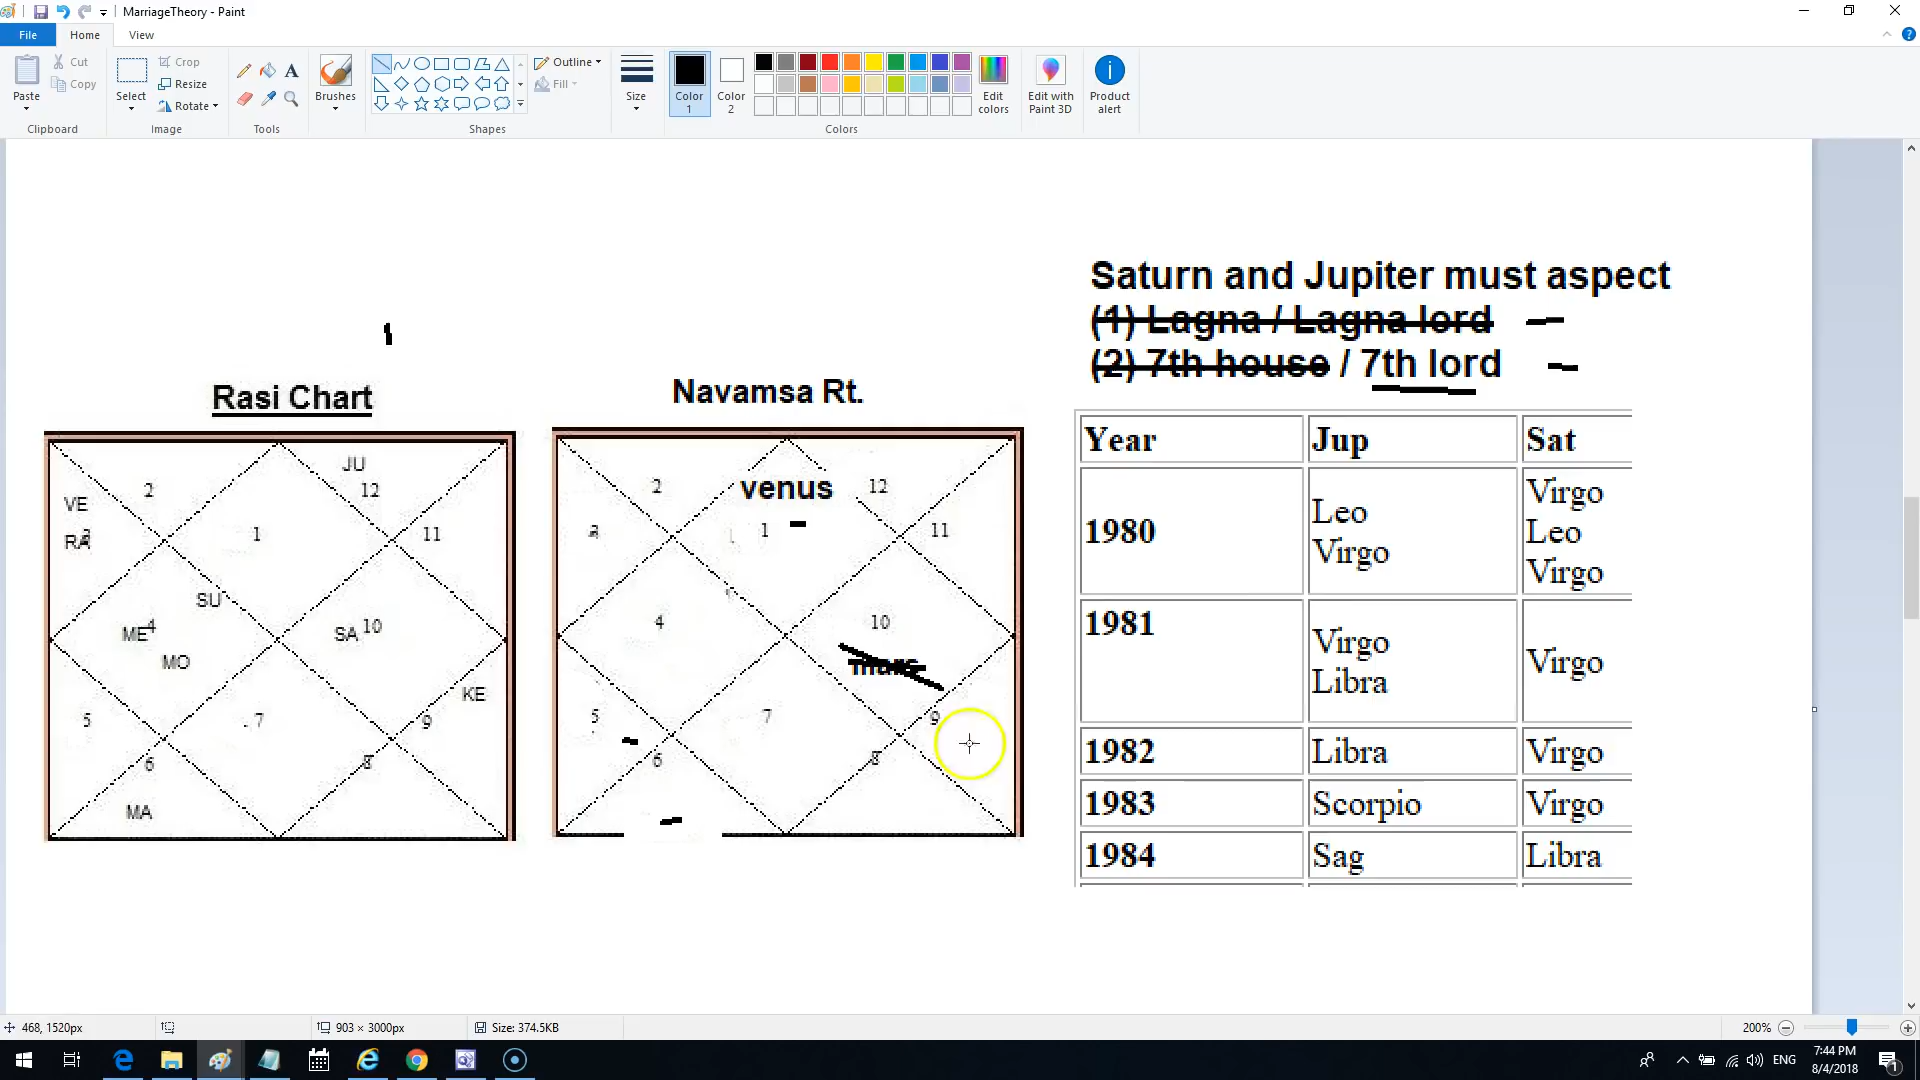 MarriageTheory - Paint
File
Home
View
Paste
Cut
Copy
Clipboard
Select
Crop
Resize
Rotate
Image
A
Tools
Brushes
Shapes
Outline
Fill
Size
Color 1
Color 2
Colors
Edit colors
Edit with Paint 3D
Product alert
Saturn and Jupiter must aspect
(1) Lagna / Lagna lord
(2) 7th house / 7th lord
Rasi Chart
JU
2
12
VE
RA
1
11
SU
ME
4
SA
10
MO
KE
5
7
9
6
8
MA
Navamsa Rt.
2
venus
12
3
1
11
4
10
5
7
9
6
8
Year Jup Sat
1980 Leo Virgo Virgo Leo Virgo
1981 Virgo Libra Virgo
1982 Libra Virgo
1983 Scorpio Virgo
1984 Sag Libra
468, 1520px
903 × 3000px
Size: 374.5KB
200%
ENG
7:44 PM
8/4/2018
1